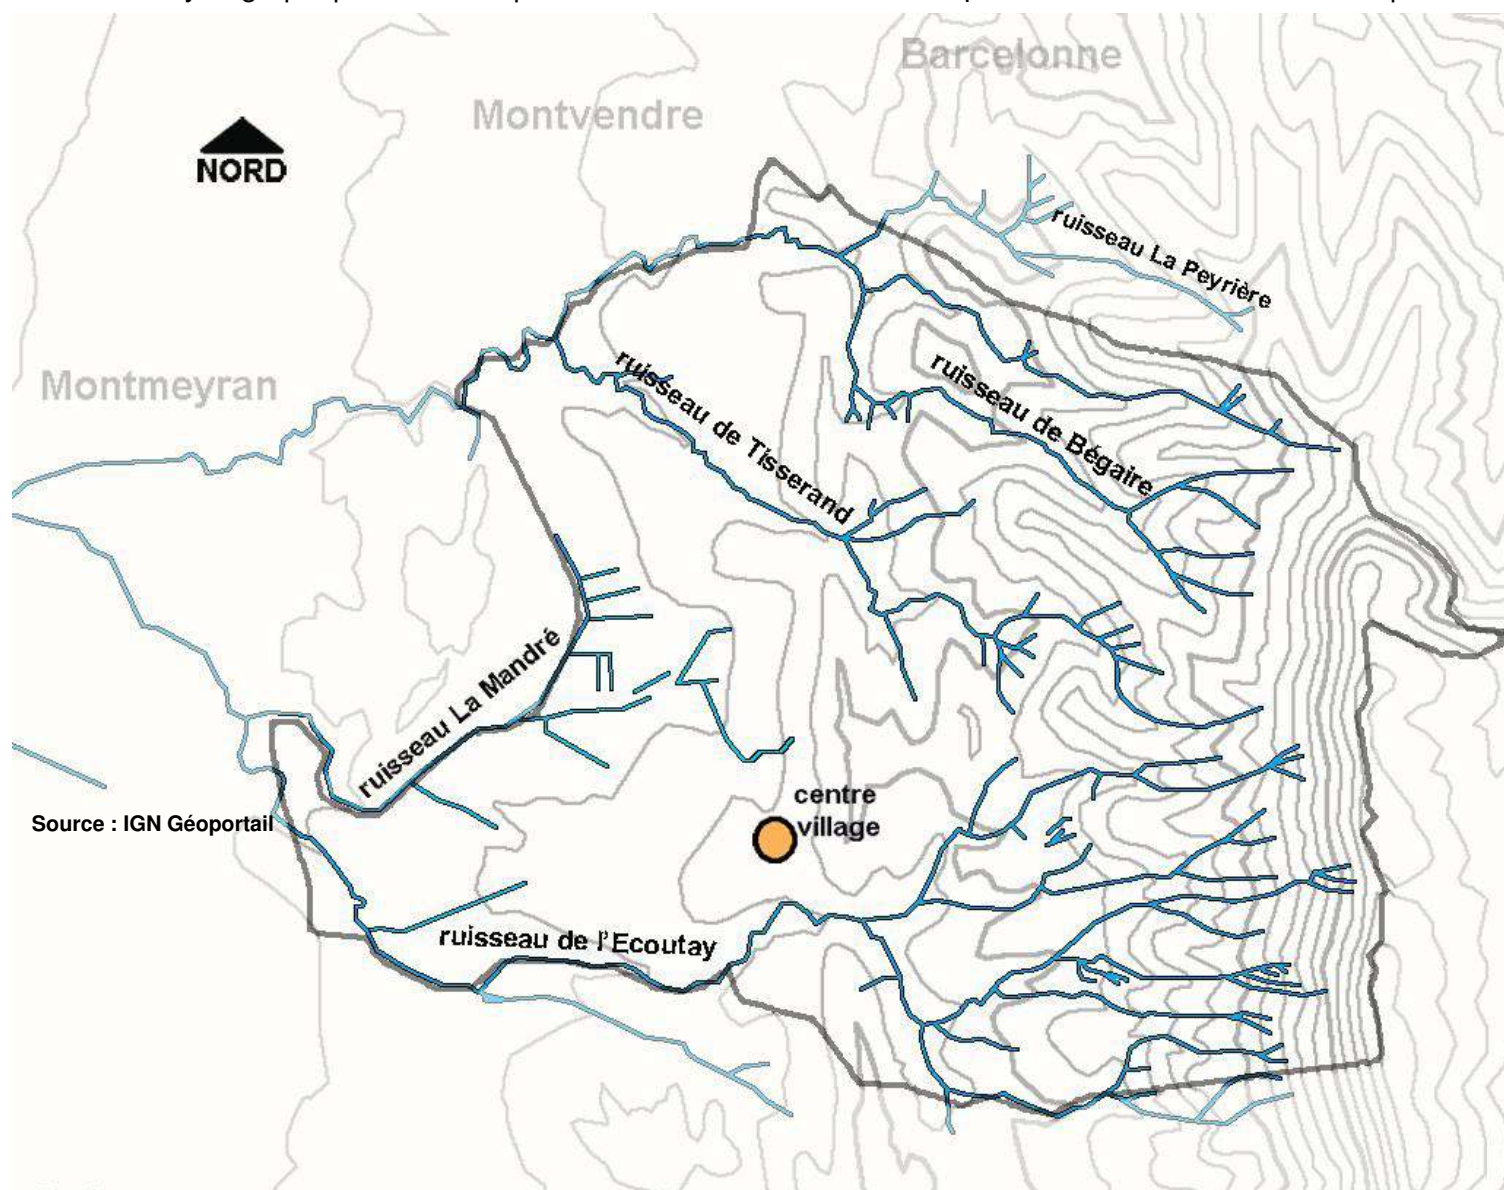 Barcelonne
Montvendre
NORD
ruisseau La Peyrière
Montmeyran
ruisseau de Tisserand
ruisseau de Bégaire
ruisseau La Mandré
centre
village
Source : IGN Géoportail
ruisseau de l'Ecoutay